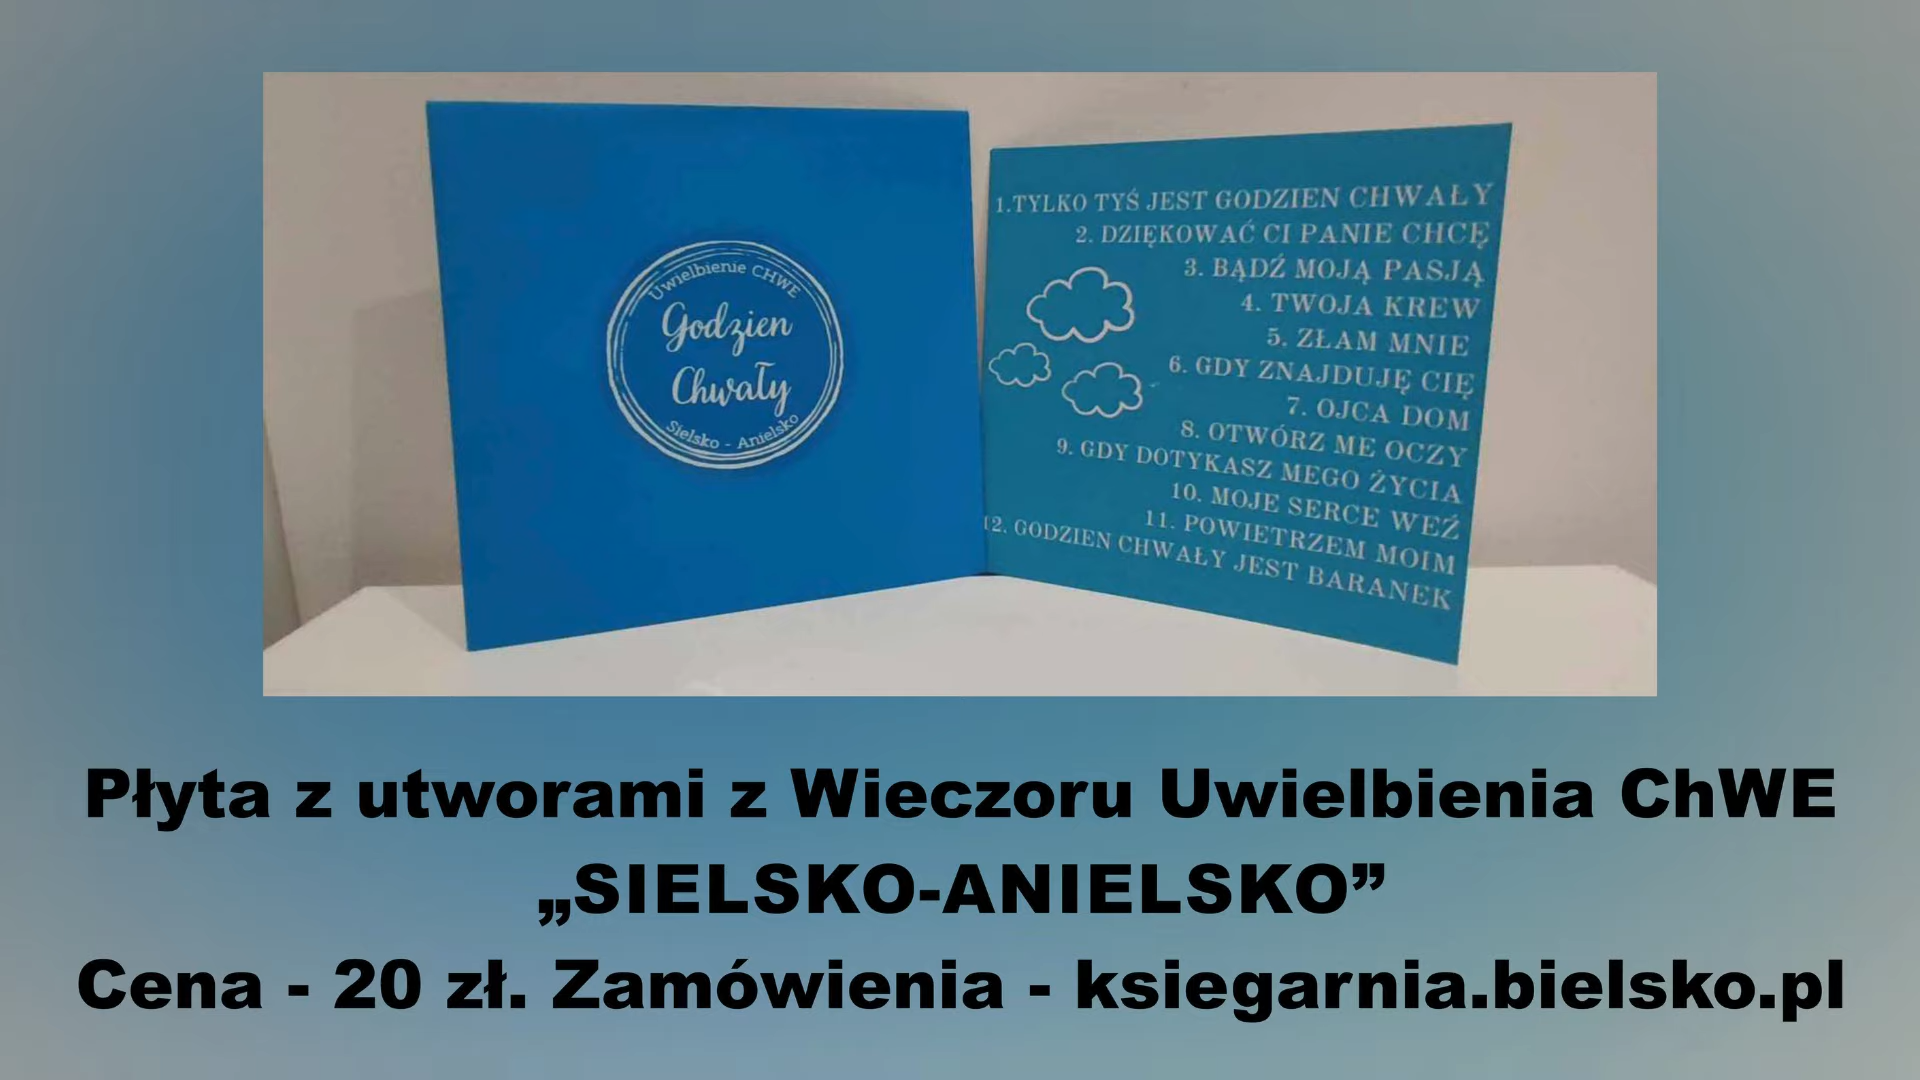 Uwielbienie CHWE
Godzien
Chwały
Sielsko - Anielsko
1.TYLKO TYŚ JEST GODZIEN CHWAŁY
2. DZIĘKOWAĆ CI PANIE CHCĘ
3. BĄDŹ MOJĄ PASJĄ
4. TWOJA KREW
5. ZŁAM MNIE
6. GDY ZNAJDUJĘ CIĘ
7. OJCA DOM
8. OTWÓRZ ME OCZY
9. GDY DOTYKASZ MEGO ŻYCIA
10. MOJE SERCE WEŹ
11. POWIETRZEM MOIM
12. GODZIEN CHWAŁY JEST BARANEK
Płyta z utworami z Wieczoru Uwielbienia ChWE
„SIELSKO-ANIELSKO”
Cena - 20 zł. Zamówienia - ksiegarnia.bielsko.pl